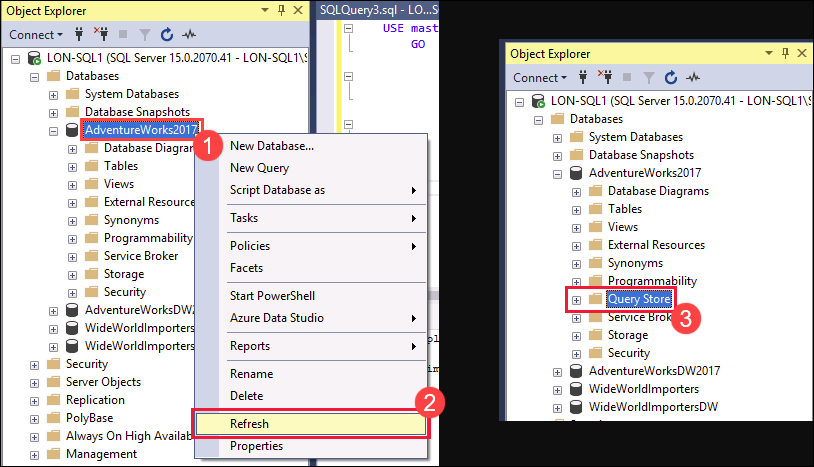 Object Explorer
Connect
LON-SQL1 (SQL Server 15.0.2070.41 - LON-SQL1\S
Databases
System Databases
Database Snapshots
AdventureWorks2017
Database Diagram
Tables
Views
External Resource
Synonyms
Programmability
Service Broker
Storage
Security
AdventureWorksDW2
WideWorldImporters
WideWorldImporters
Security
Server Objects
Replication
PolyBase
Always On High Availab
Management
1
SQLQuery3.sql - LO...SQ
USE mast
GO
New Database...
New Query
Script Database as
Tasks
Policies
Facets
Start PowerShell
Azure Data Studio
Reports
Rename
Delete
Refresh
Properties
2
Object Explorer
Connect
LON-SQL1 (SQL Server 15.0.2070.41 - LON-SQL1\
Databases
System Databases
Database Snapshots
AdventureWorks2017
Database Diagrams
Tables
Views
External Resources
Synonyms
Programmability
Query Store
3
Service Brok
Storage
Security
AdventureWorksDW2017
WideWorldImporters
WideWorldImportersDW